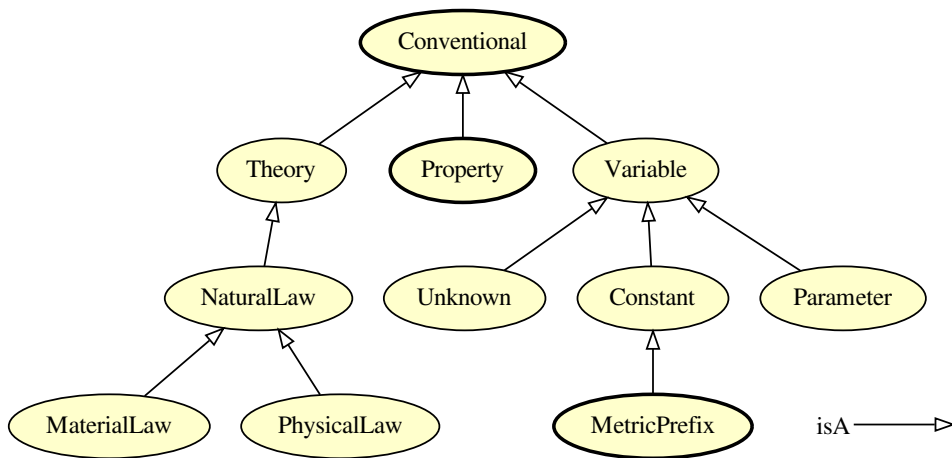 Conventional
Theory
Property
Variable
NaturalLaw
Unknown
Constant
Parameter
MaterialLaw
PhysicalLaw
MetricPrefix
isA